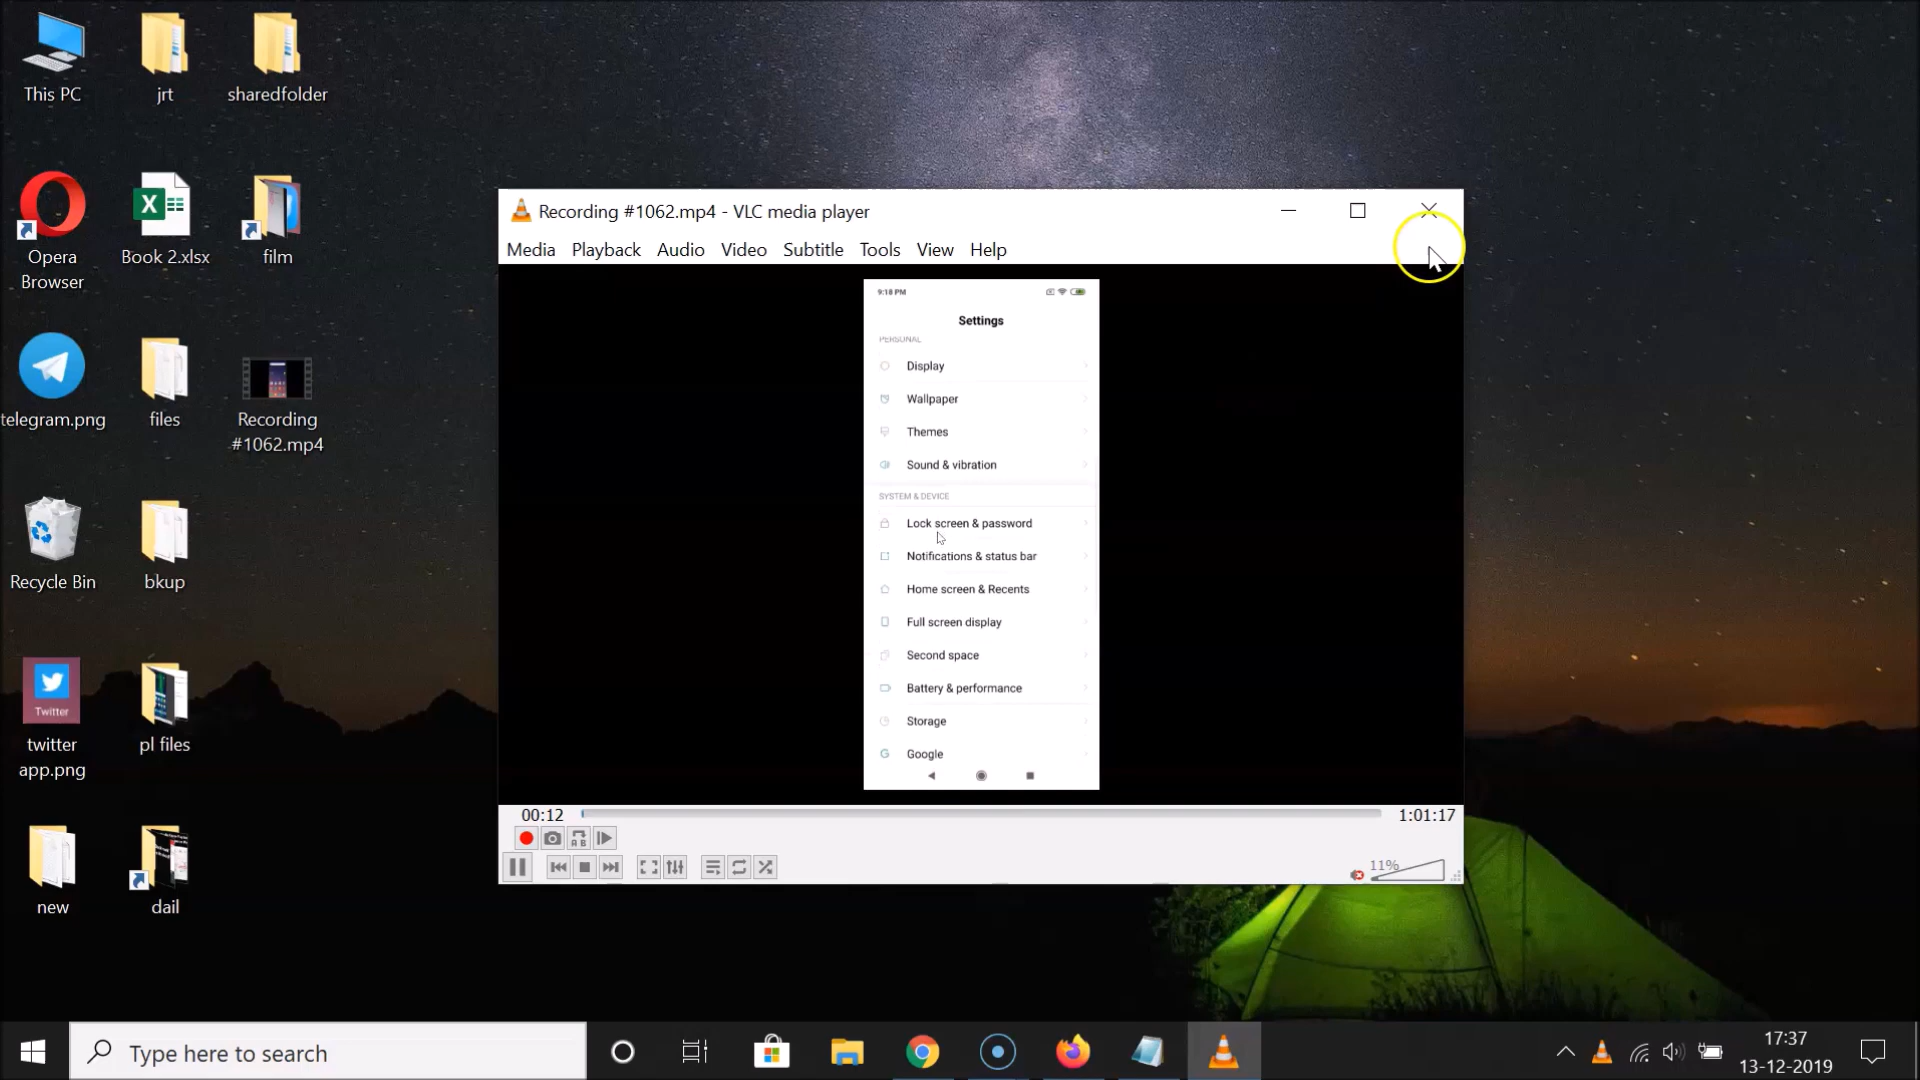 This PC
jrt
sharedfolder
Opera
Browser
Book 2.xlsx
film
telegram.png
files
Recording
#1062.mp4
Recycle Bin
bkup
Twitter
twitter
app.png
pl files
new
dail
Recording #1062.mp4 - VLC media player
Media Playback Audio Video Subtitle Tools View Help
9:18 PM
Settings
PERSONAL
Display
Wallpaper
Themes
Sound & vibration
SYSTEM & DEVICE
Lock screen & password
Notifications & status bar
Home screen & Recents
Full screen display
Second space
Battery & performance
Storage
G Google
00:12
1:01:17
A B
11%
Type here to search
17:37
13-12-2019